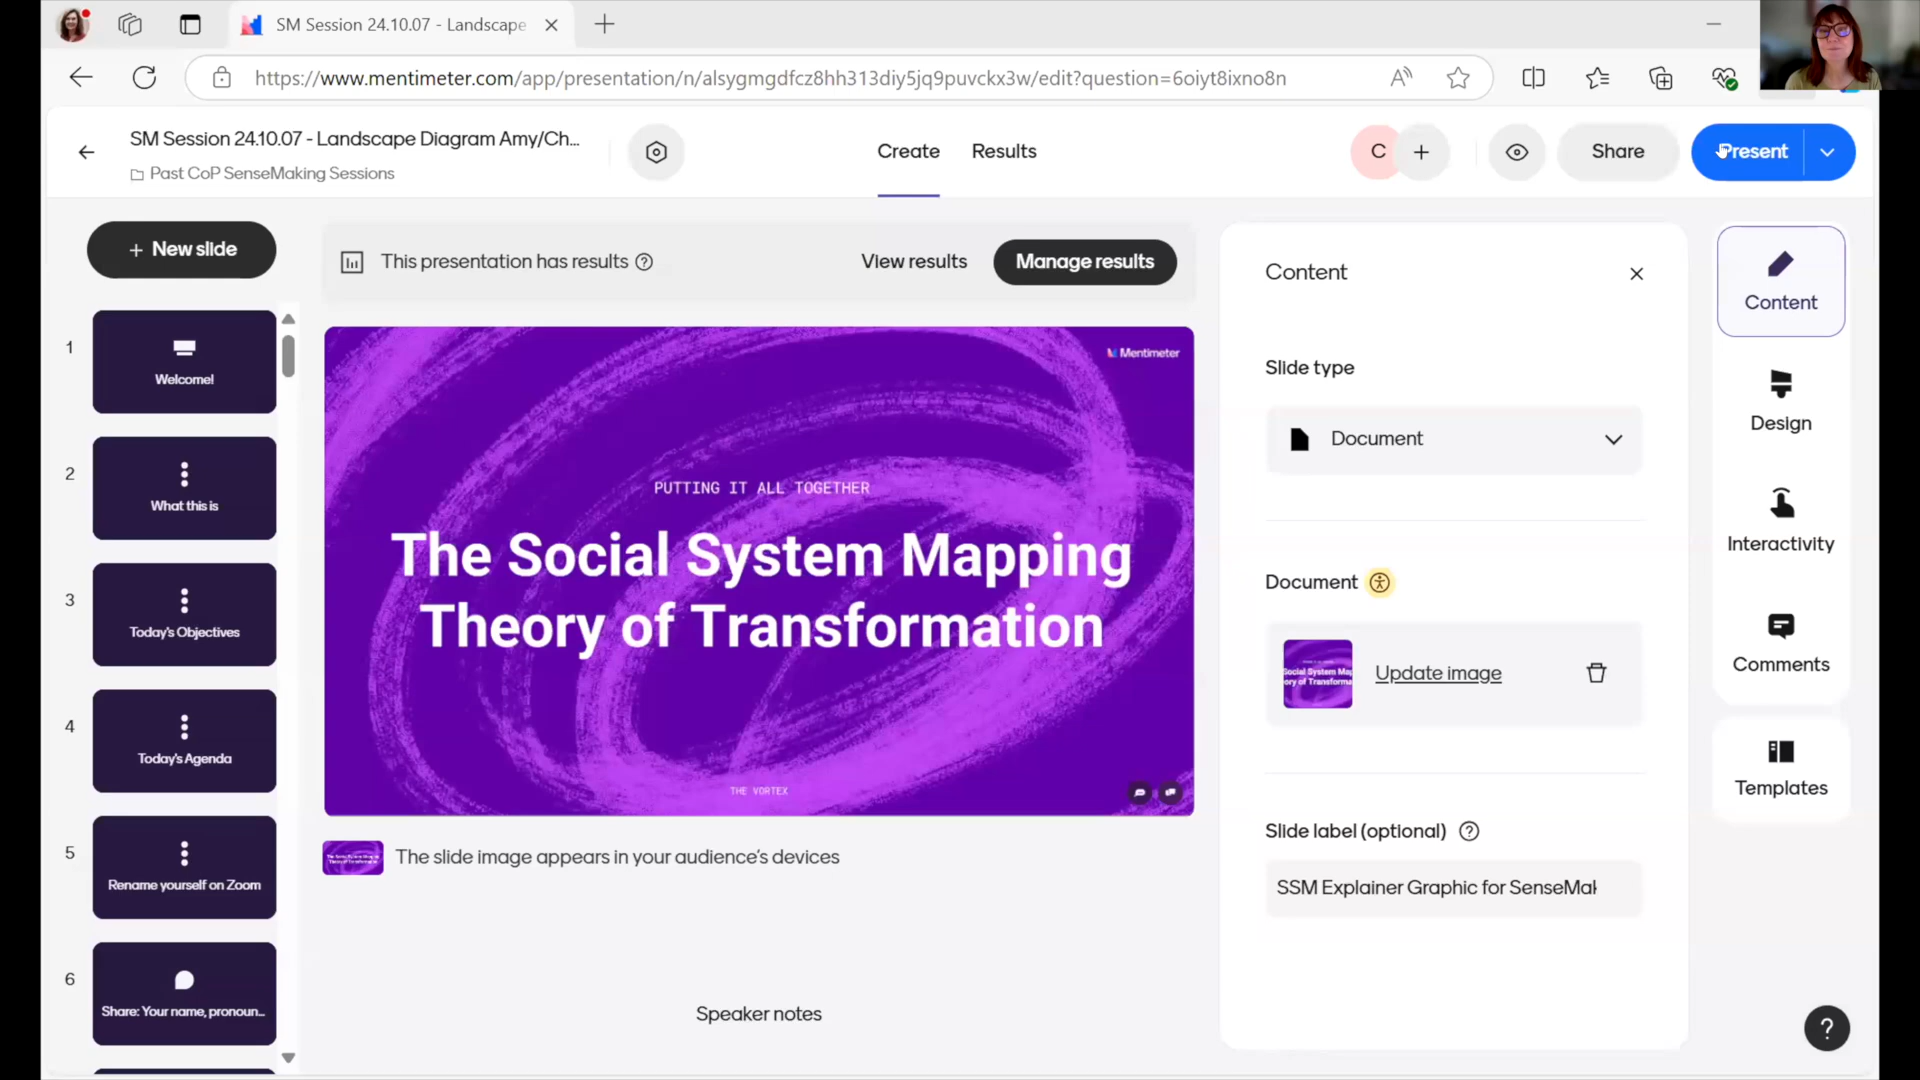 SM Session 24.10.07 - Landscape
https://www.mentimeter.com/app/presentation/n/alsygmgdfcz8hh313diy5jq9puvckx3w/edit?question=6oiyt8ixno8n
SM Session 24.10.07 - Landscape Diagram Amy/Ch...
Past CoP SenseMaking Sessions
Create
Results
C
+
Share
Present
+ New slide
This presentation has results
View results
Manage results
1
Welcome!
2
What this is
3
Today's Objectives
4
Today's Agenda
5
Rename yourself on Zoom
6
Share: Your name, pronoun...
Mentimeter
PUTTING IT ALL TOGETHER
The Social System Mapping
Theory of Transformation
THE VORTEX
The slide image appears in your audience's devices
Speaker notes
Content
Slide type
Document
Document
Update image
Slide label (optional)
SSM Explainer Graphic for SenseMak
Content
Design
Interactivity
Comments
Templates
?